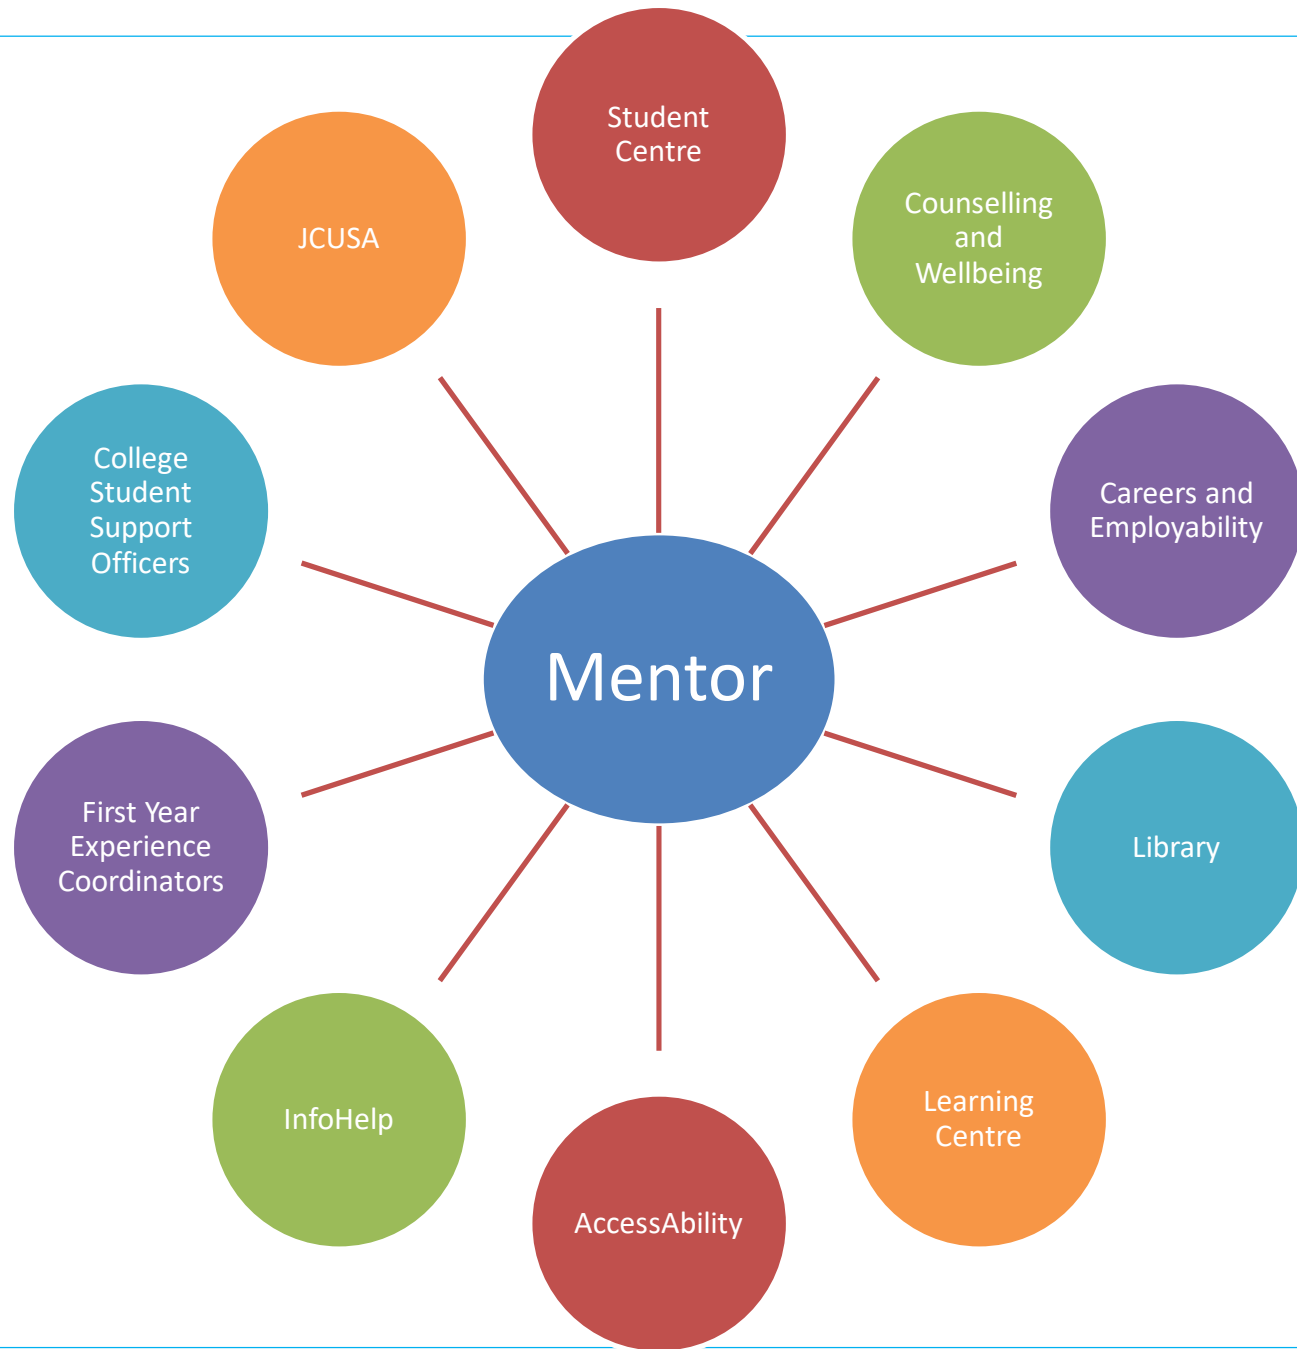 Student
Centre
Counselling
and
Wellbeing
Careers and
Employability
Library
Learning
Centre
AccessAbility
InfoHelp
First Year
Experience
Coordinators
College
Student
Support
Officers
JCUSA
Mentor